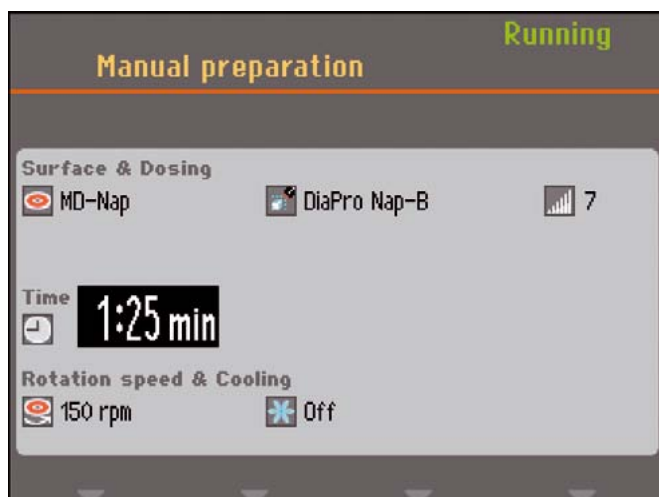 Running
Manual preparation
Surface & Dosing
MD-Nap DiaPro Nap-B 7
Time
1:25 min
Rotation speed & Cooling
150 rpm Off